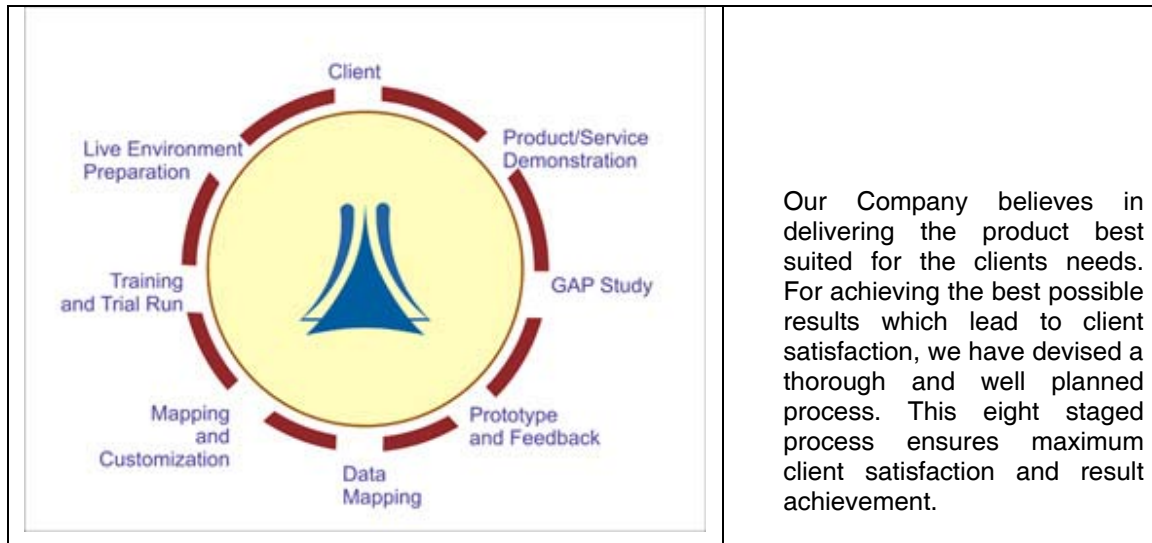 Client
Product/Service
Demonstration
GAP Study
Prototype
and Feedback
Data
Mapping
Mapping
and
Customization
Training
and Trial Run
Live Environment
Preparation
Our Company believes in
delivering the product best
suited for the clients needs.
For achieving the best possible
results which lead to client
satisfaction, we have devised a
thorough and well planned
process. This eight staged
process ensures maximum
client satisfaction and result
achievement.